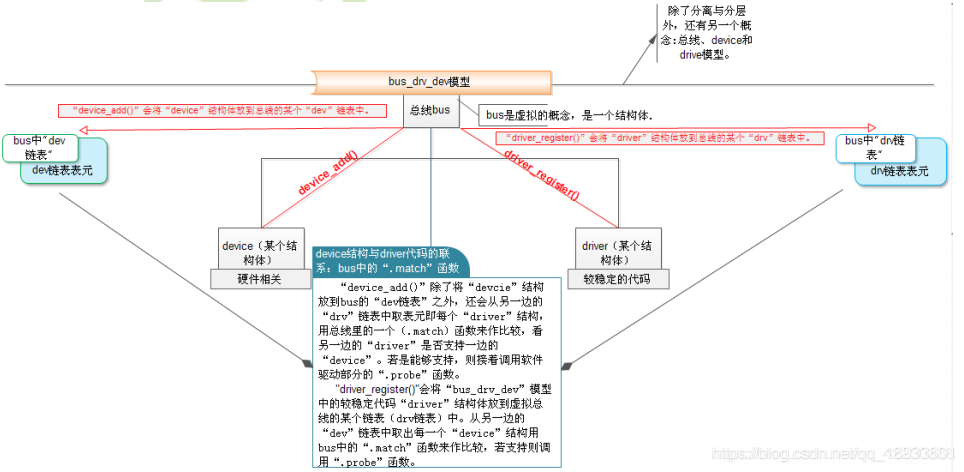 除了分离与分层
外，还有另一个概
念:总线、device和
drive模型。
bus_drv_dev模型
“device_add()”会将“device”结构体放到总线的某个“dev”链表中.
总线bus
bus是虚拟的概念，是一个结构体.
“driver_register()”会将“driver”结构体放到总线的某个“drv”链表中.
bus中“dev
链表“
dev链表表元
bus中“drv链
表“
drv链表表元
device_add()
driver_register()
device（某个结
构体）
硬件相关
driver（某个结
构体）
较稳定的代码
device结构与driver代码的联
系：bus中的“.match”函数
“device_add()”除了将“devcie”结构
放到bus的“dev链表”之外，还会从另一边的
“drv”链表中取表元即每个“driver”结构，
用总线里的一个（.match）函数来作比较，看
另一边的“driver”是否支持一边的
“device”。若是能够支持，则接着调用软件
驱动部分的“.probe”函数。
"driver_register()"会将“bus_drv_dev”模型
中的较稳定代码“driver”结构体放到虚拟总
线的某个链表（drv链表）中。从另一边的
“dev”链表中取出每一个“device”结构用
bus中的“.match”函数来作比较，若支持则调
用“.probe”函数。